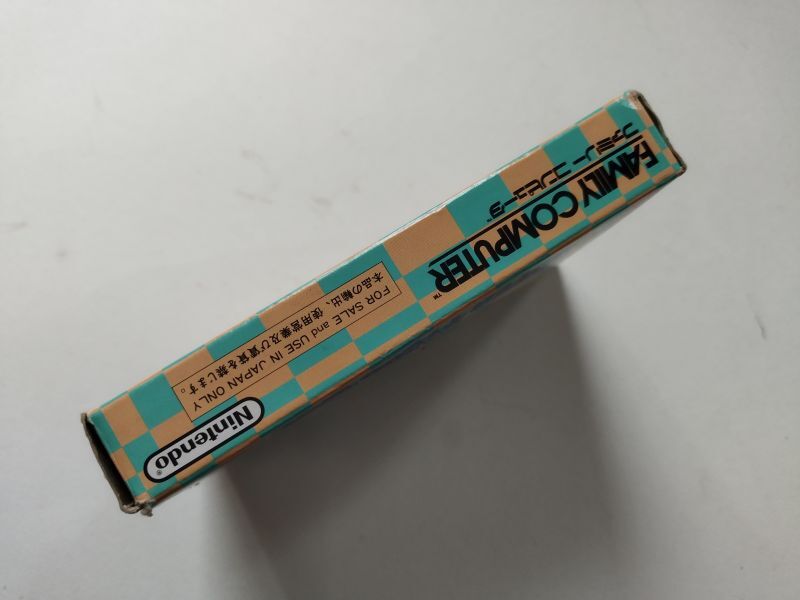 FAMILY COMPUTER™
ファミリーコンピュータ
FOR SALE and USE IN JAPAN ONLY
本品の輸出、使用営業及び賃貸を禁じます。
Nintendo®